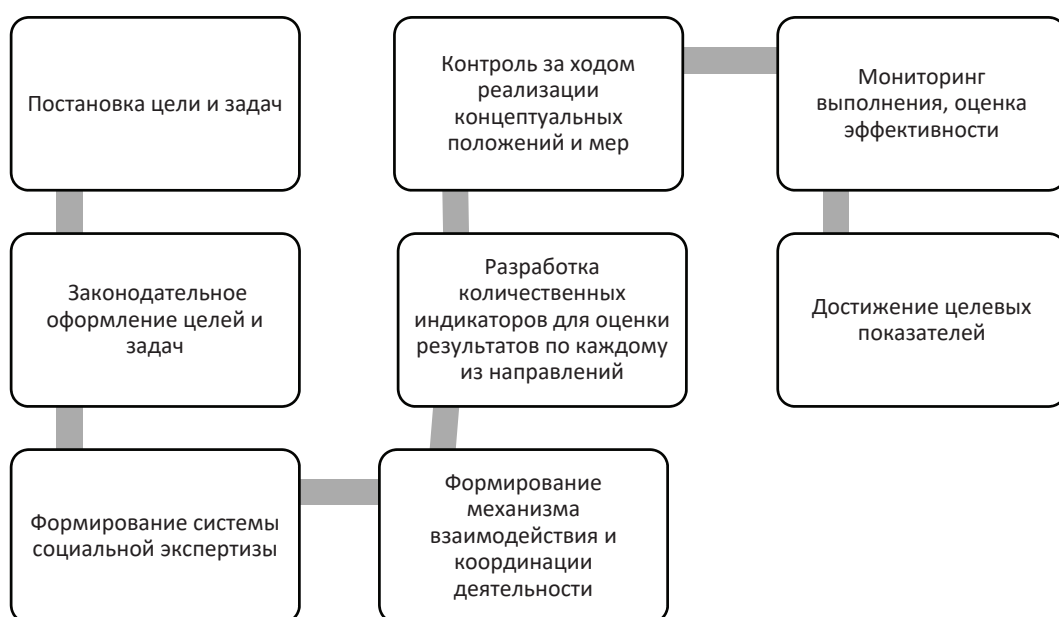 Постановка цели и задач
Законодательное
оформление целей и
задач
Формирование системы
социальной экспертизы
Формирование
механизма
взаимодействия и
координации
деятельности
Разработка
количественных
индикаторов для оценки
результатов по каждому
из направлений
Контроль за ходом
реализации
концептуальных
положений и мер
Мониторинг
выполнения, оценка
эффективности
Достижение целевых
показателей